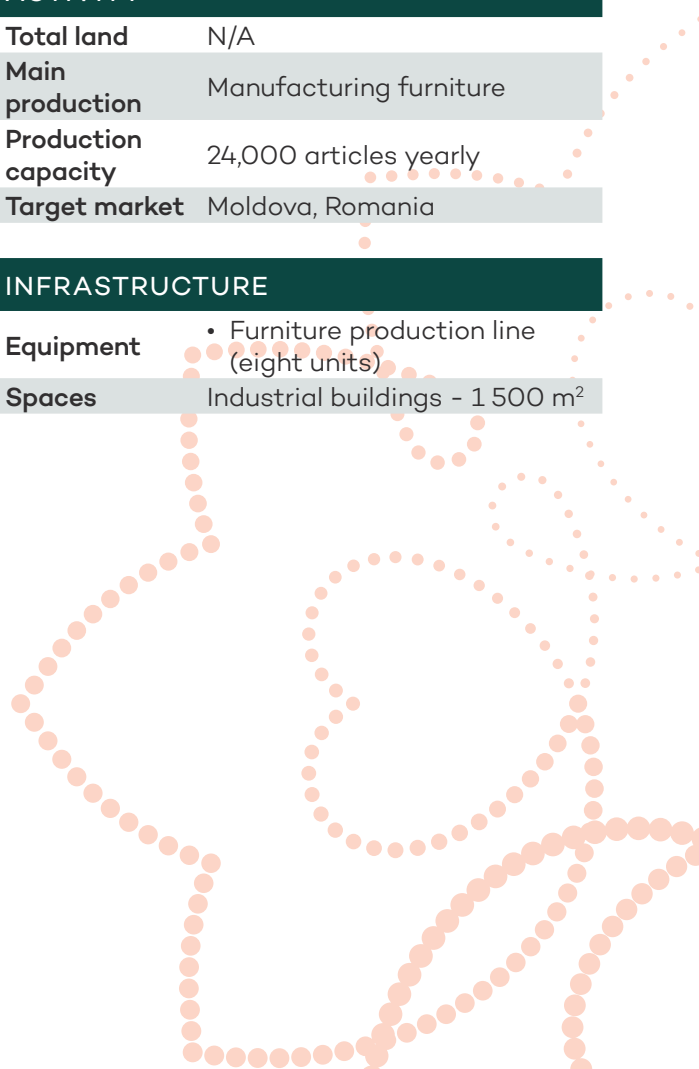 Total land N/A
Main
production Manufacturing furniture
Production
capacity 24,000 articles yearly
Target market Moldova, Romania
INFRASTRUCTURE
Equipment • Furniture production line
(eight units)
Spaces Industrial buildings - 1 500 m²